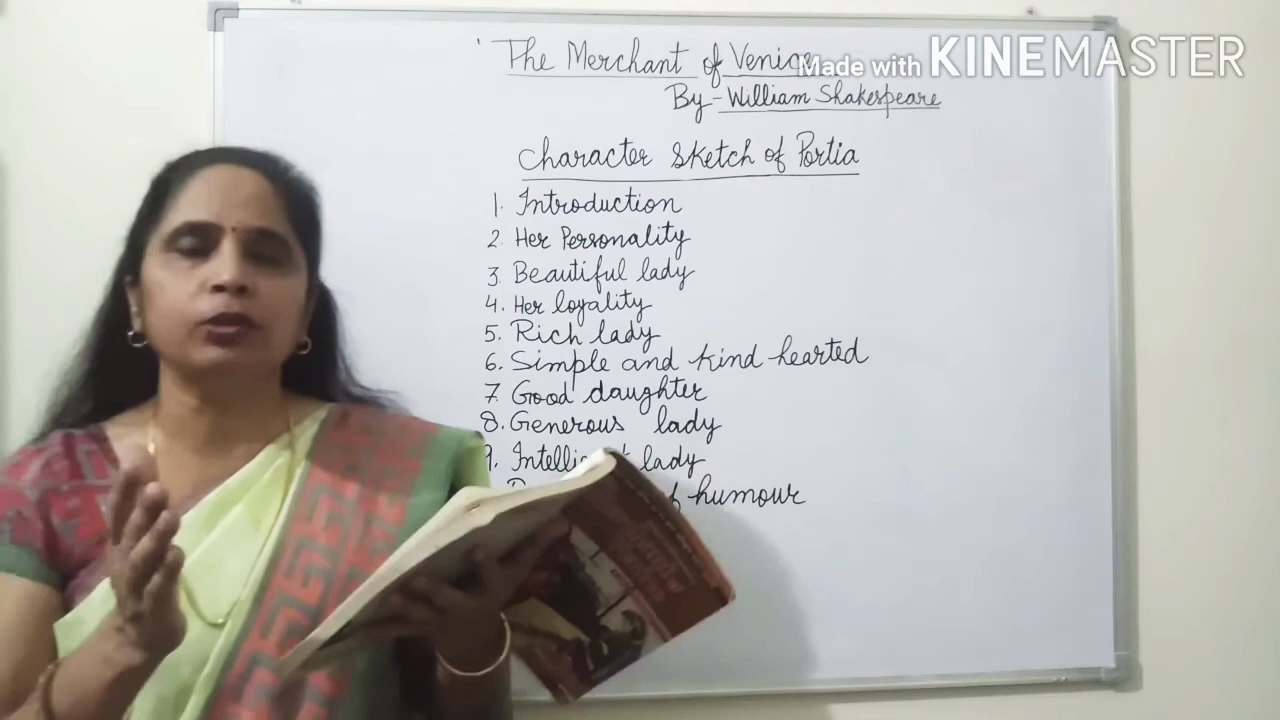 The Merchant of Venice
Made with KINEMASTER
By - William Shakespeare
Character Sketch of Portia
1. Introduction
2. Her Personality
3. Beautiful lady
4. Her loyality
5. Rich lady
6. Simple and kind hearted
7. Good daughter
8. Generous lady
9. lady
of humour